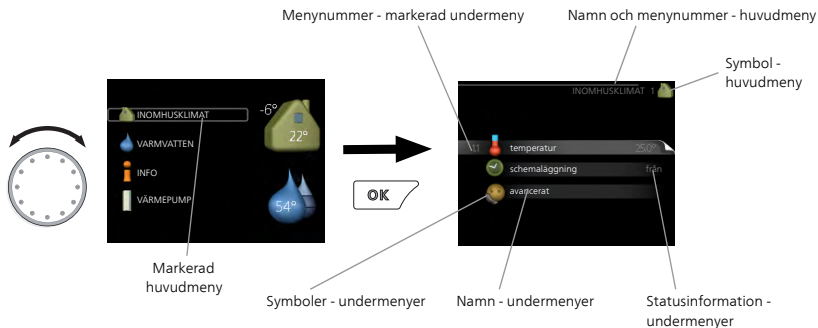 Menynummer - markerad undermeny
Namn och menynummer - huvudmeny
Symbol -
huvudmeny
INOMHUSKLIMAT
VARMVATTEN
INFO
VÄRMEPUMP
-6°
22°
54°
OK
INOMHUSKLIMAT 1
1.1 temperatur 25.0°
schemaläggning från
avancerat
Markerad
huvudmeny
Symboler - undermenyer
Namn - undermenyer
Statusinformation -
undermenyer